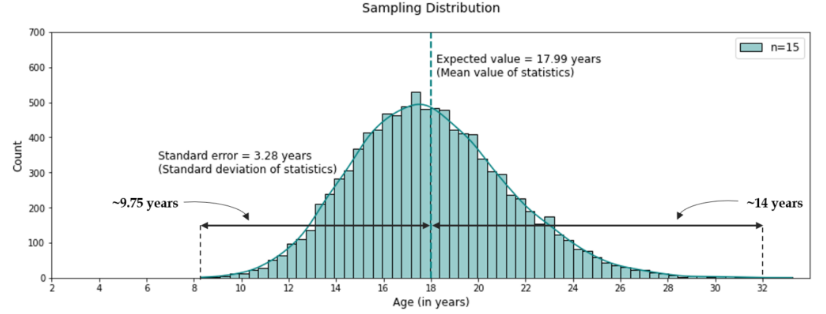 Sampling Distribution
700
600
500
400
300
200
100
0
Count
n=15
Expected value = 17.99 years
(Mean value of statistics)
Standard error = 3.28 years
(Standard deviation of statistics)
~9.75 years
~14 years
2 4 6 8 10 12 14 16 18 20 22 24 26 28 30 32
Age (in years)